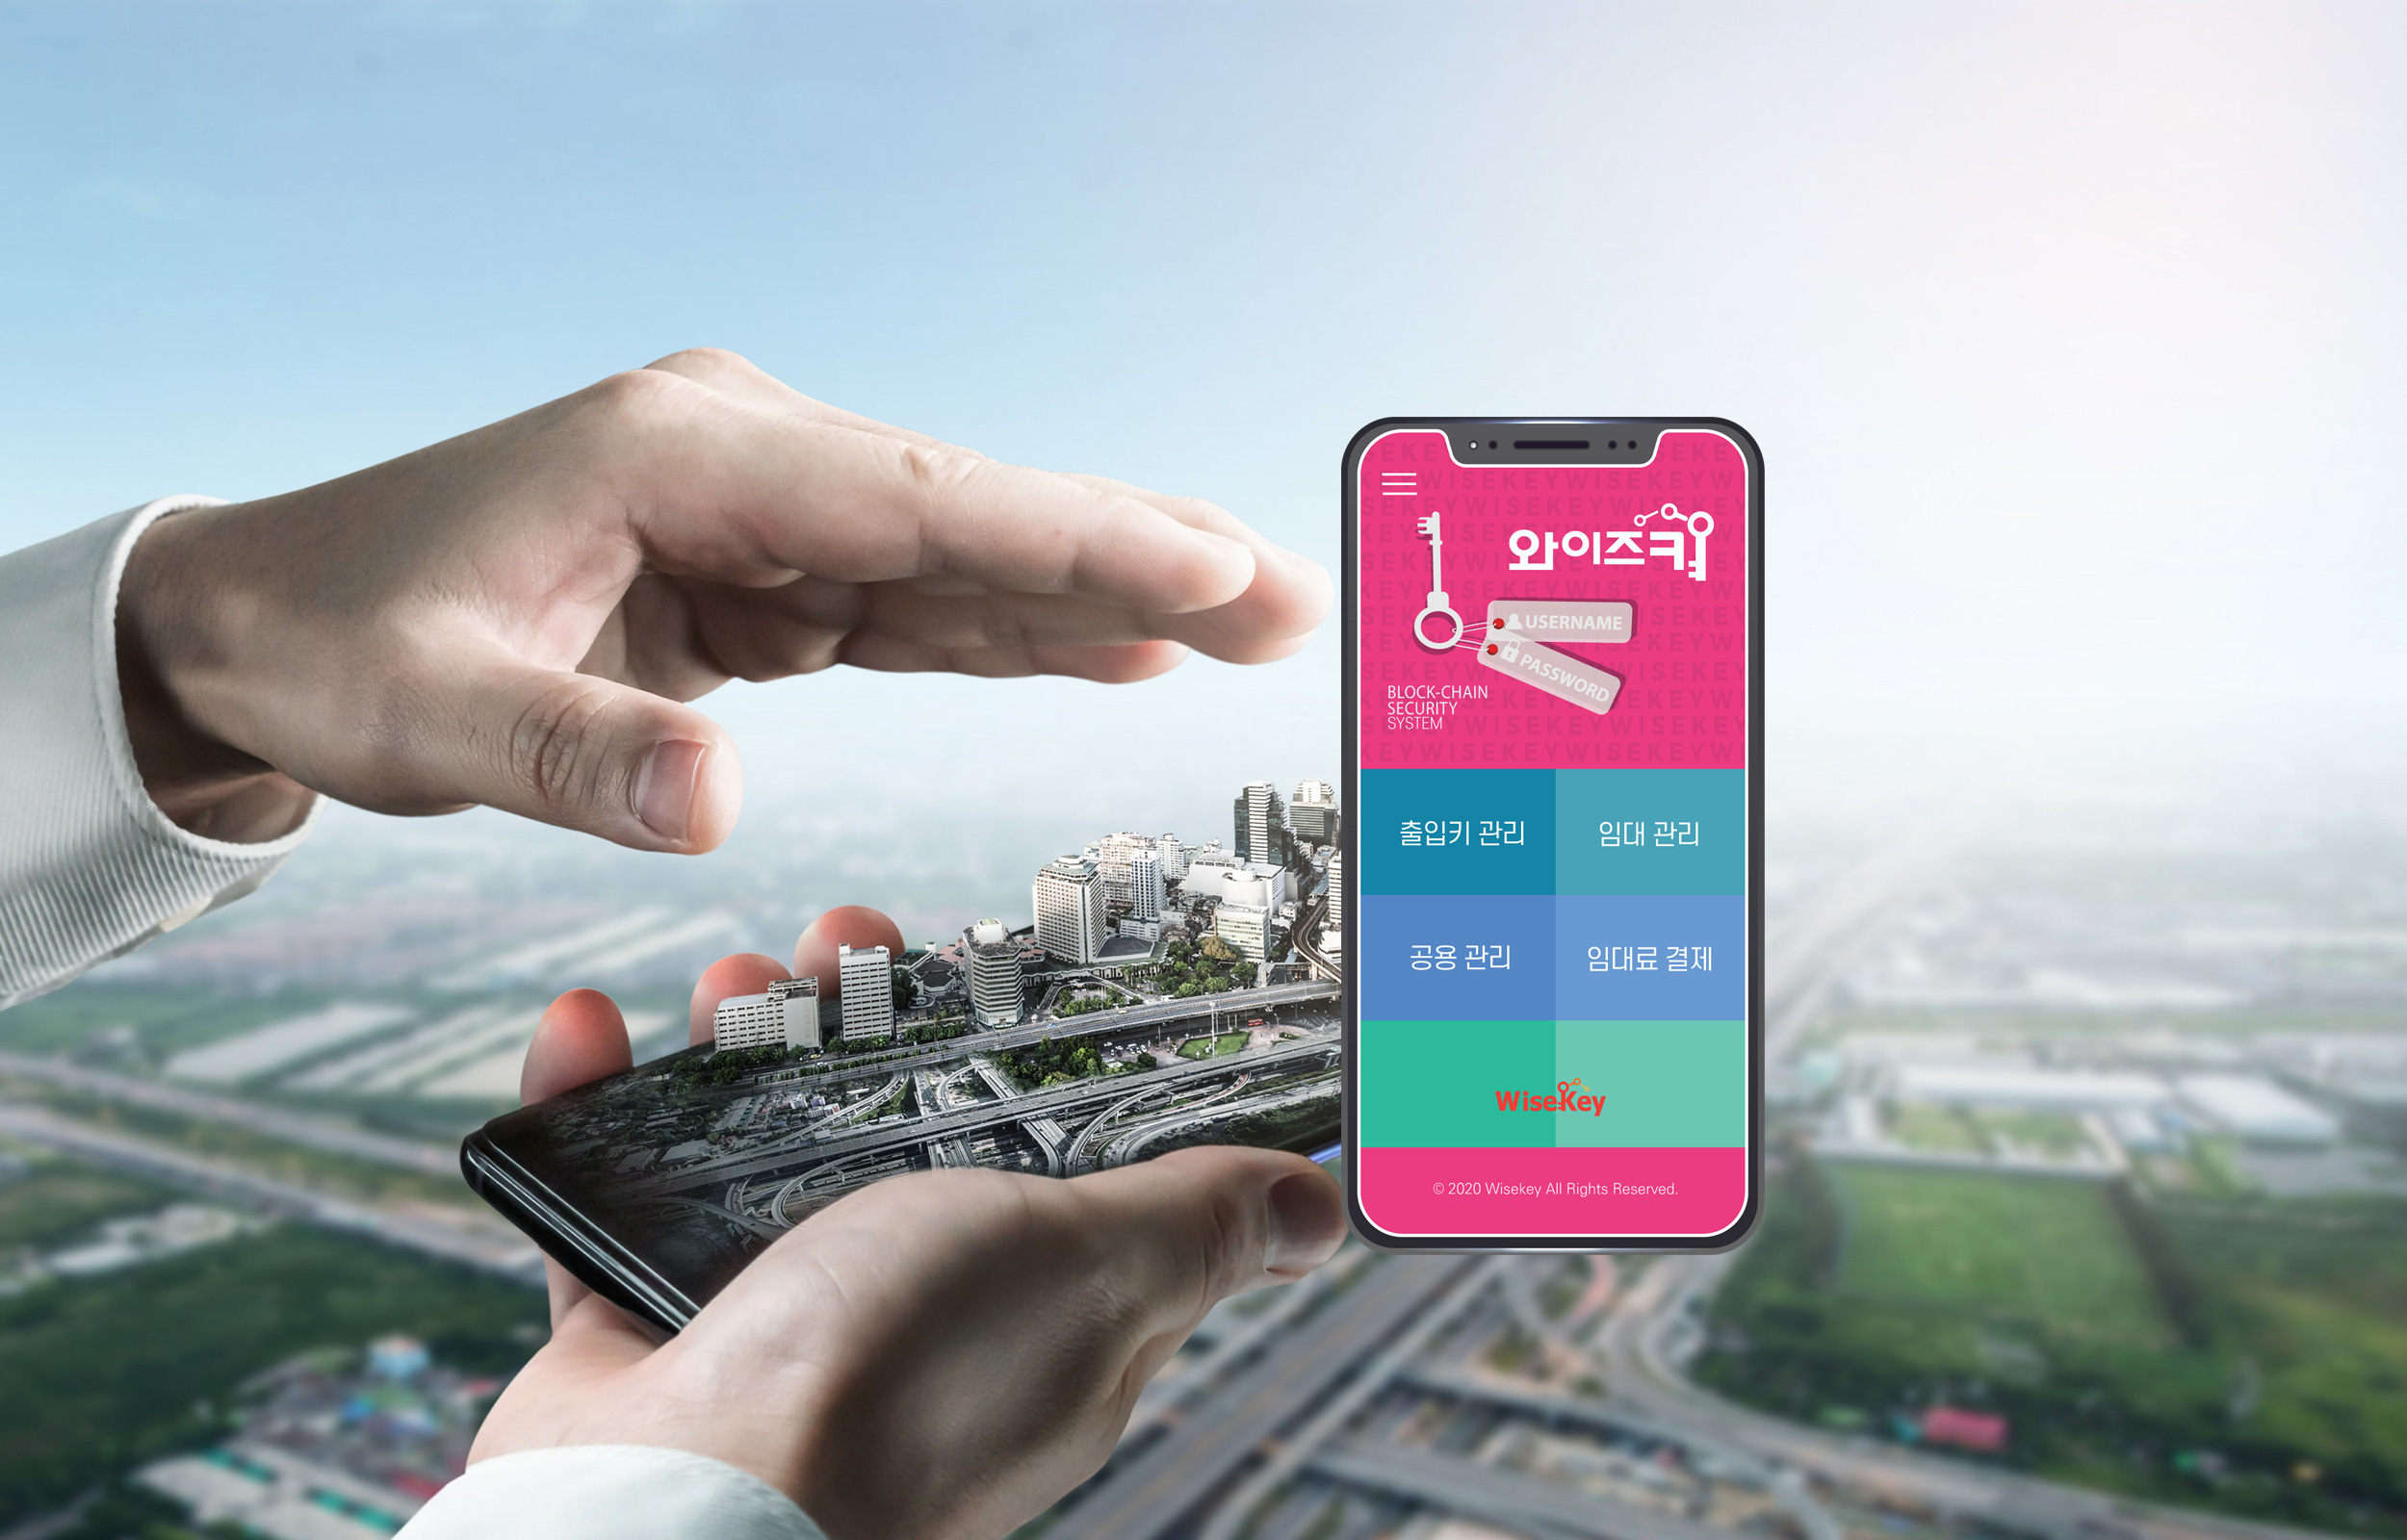 와이즈키
USERNAME
PASSWORD
BLOCK-CHAIN
SECURITY
SYSTEM
출입키 관리
임대 관리
공용 관리
임대료 결제
WiseKey
© 2020 Wisekey All Rights Reserved.